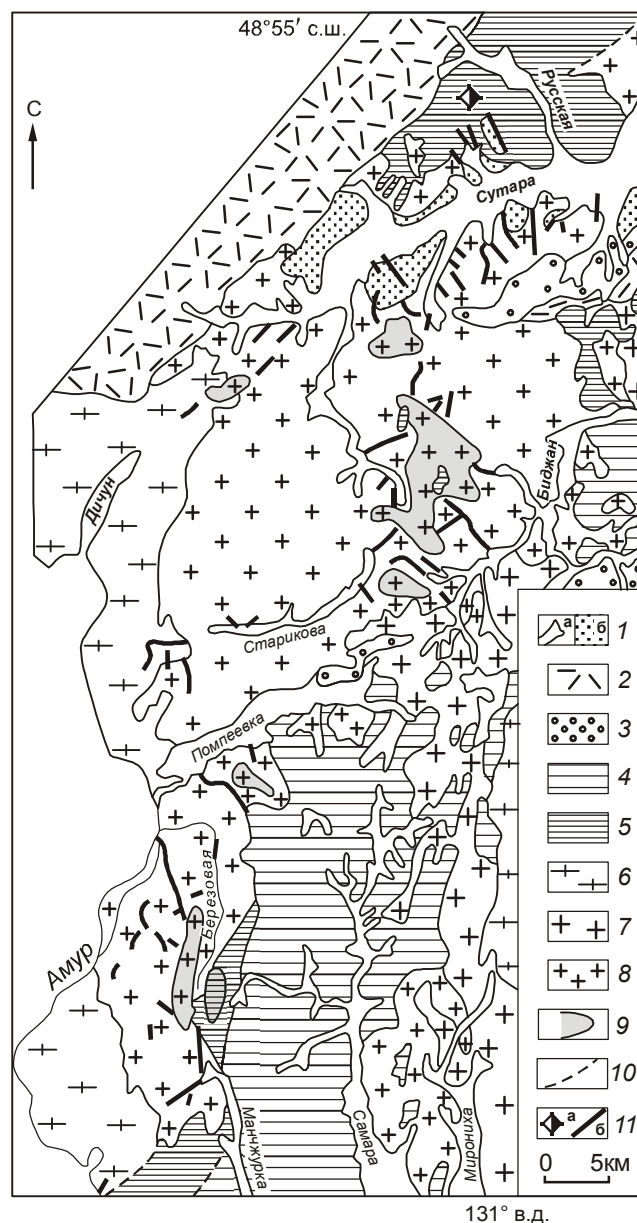 48°55′ с.ш.
С
Русская
Сутара
Дичун
Биджан
Старикова
Помпеевка
Березовая
Амур
Манчжурка
Самара
Мирониха
а б 1
2
3
4
5
6
7
8
9
10
а б 11
0 5км
131° в.д.